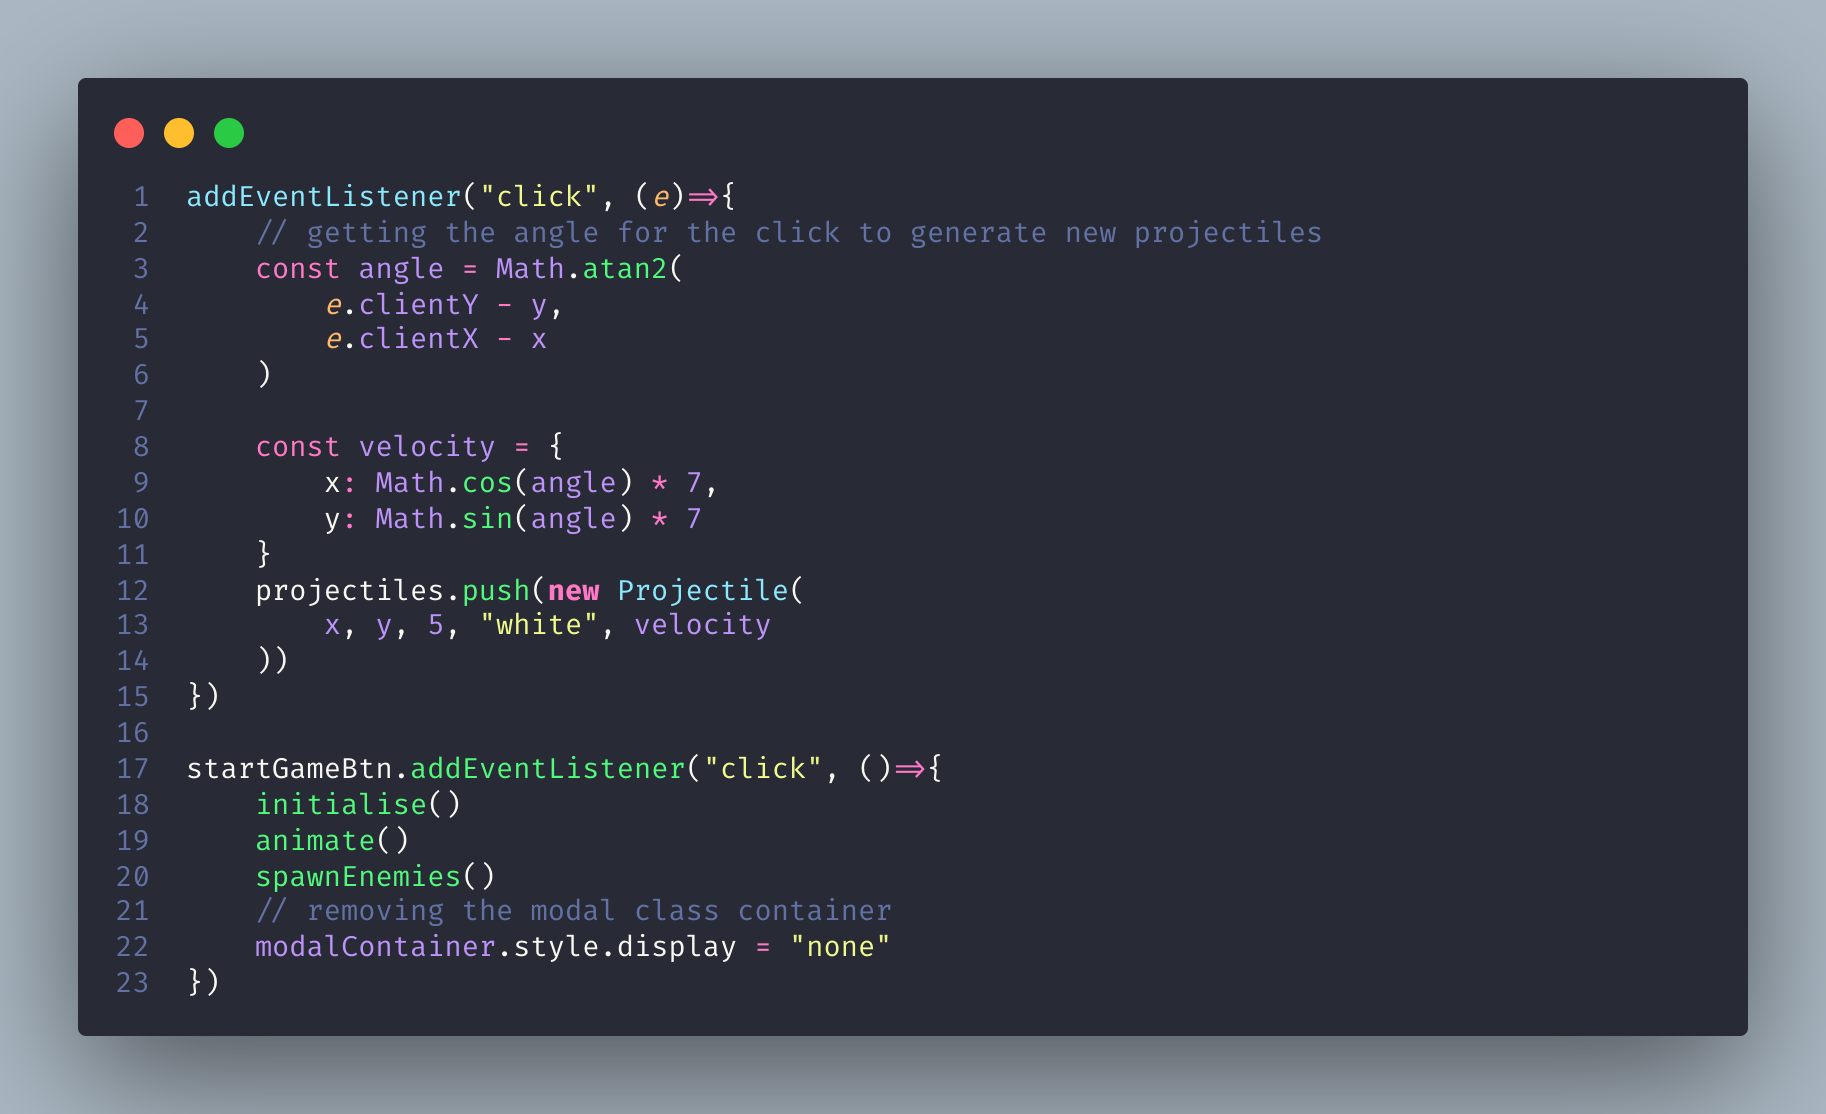 1 addEventListener("click", (e)=>{
2     // getting the angle for the click to generate new projectiles
3     const angle = Math.atan2(
4         e.clientY - y,
5         e.clientX - x
6     )
7
8     const velocity = {
9         x: Math.cos(angle) * 7,
10         y: Math.sin(angle) * 7
11     }
12     projectiles.push(new Projectile(
13         x, y, 5, "white", velocity
14     ))
15 })
16
17 startGameBtn.addEventListener("click", ()=>{
18     initialise()
19     animate()
20     spawnEnemies()
21     // removing the modal class container
22     modalContainer.style.display = "none"
23 })